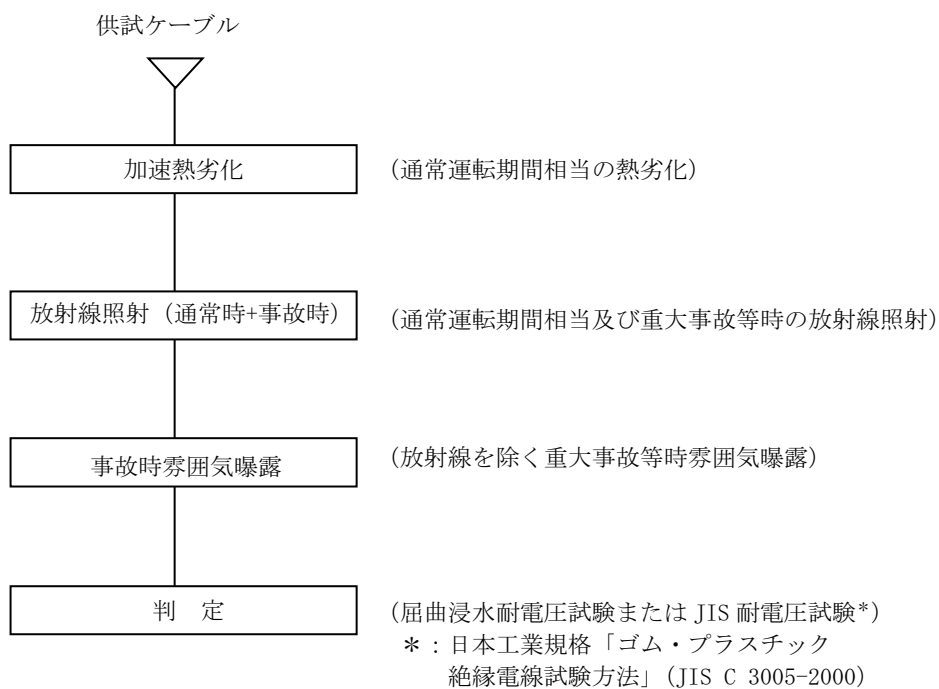 供試ケーブル
加速熱劣化
(通常運転期間相当の熱劣化)
放射線照射(通常時+事故時)
(通常運転期間相当及び重大事故等時の放射線照射)
事故時雰囲気曝露
(放射線を除く重大事故等時雰囲気曝露)
判 定
(屈曲浸水耐電圧試験または JIS 耐電圧試験*)
*:日本工業規格「ゴム・プラスチック
絶縁電線試験方法」(JIS C 3005-2000)